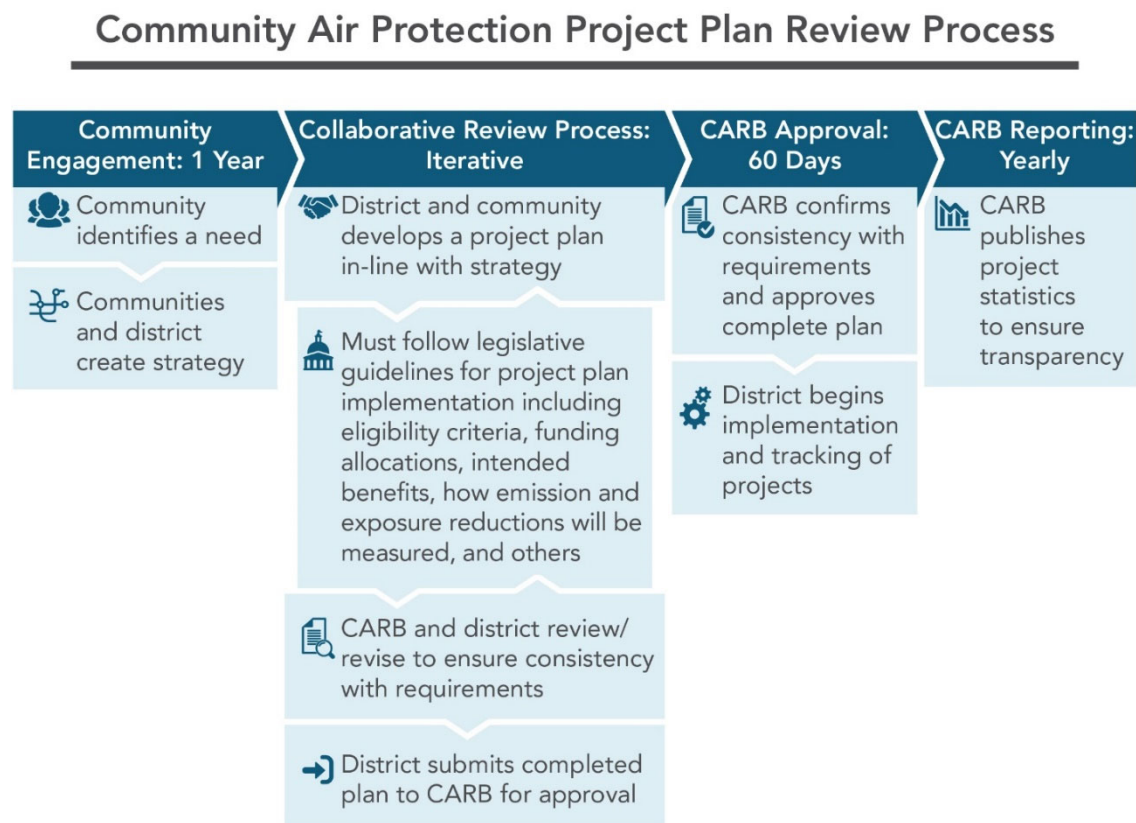 Community Air Protection Project Plan Review Process
Community
Engagement: 1 Year
Community
identifies a need
Communities
and district
create strategy
Collaborative Review Process:
Iterative
District and community
develops a project plan
in-line with strategy
Must follow legislative
guidelines for project plan
implementation including
eligibility criteria, funding
allocations, intended
benefits, how emission and
exposure reductions will be
measured, and others
CARB and district review/
revise to ensure consistency
with requirements
District submits completed
plan to CARB for approval
CARB Approval:
60 Days
CARB confirms
consistency with
requirements
and approves
complete plan
District begins
implementation
and tracking of
projects
CARB Reporting:
Yearly
CARB
publishes
project
statistics
to ensure
transparency